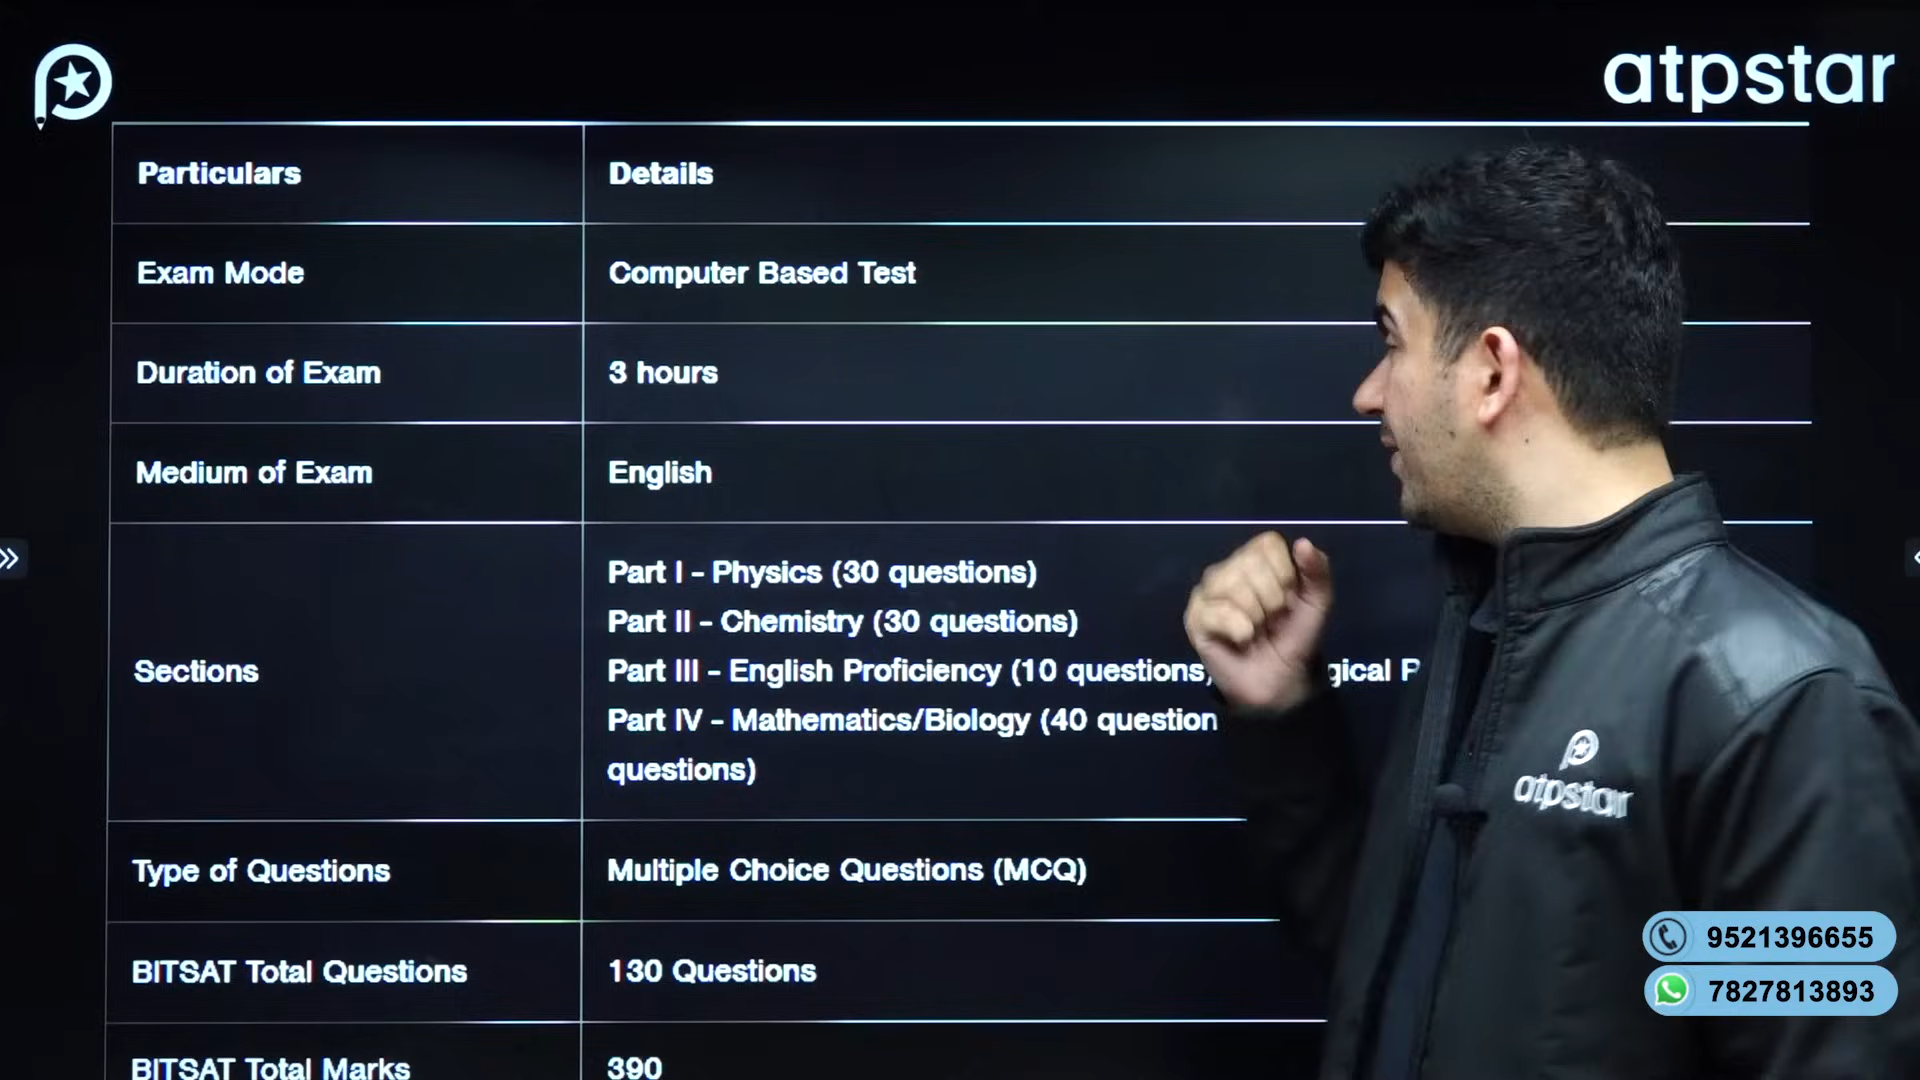 atpstar
Particulars Details
Exam Mode Computer Based Test
Duration of Exam 3 hours
Medium of Exam English
Sections
Part I - Physics (30 questions)
Part II - Chemistry (30 questions)
Part III - English Proficiency (10 questions)
Part IV - Mathematics/Biology (40 question
questions)
Type of Questions Multiple Choice Questions (MCQ)
BITSAT Total Questions 130 Questions
BITSAT Total Marks 390
atpstar
9521396655
7827813893